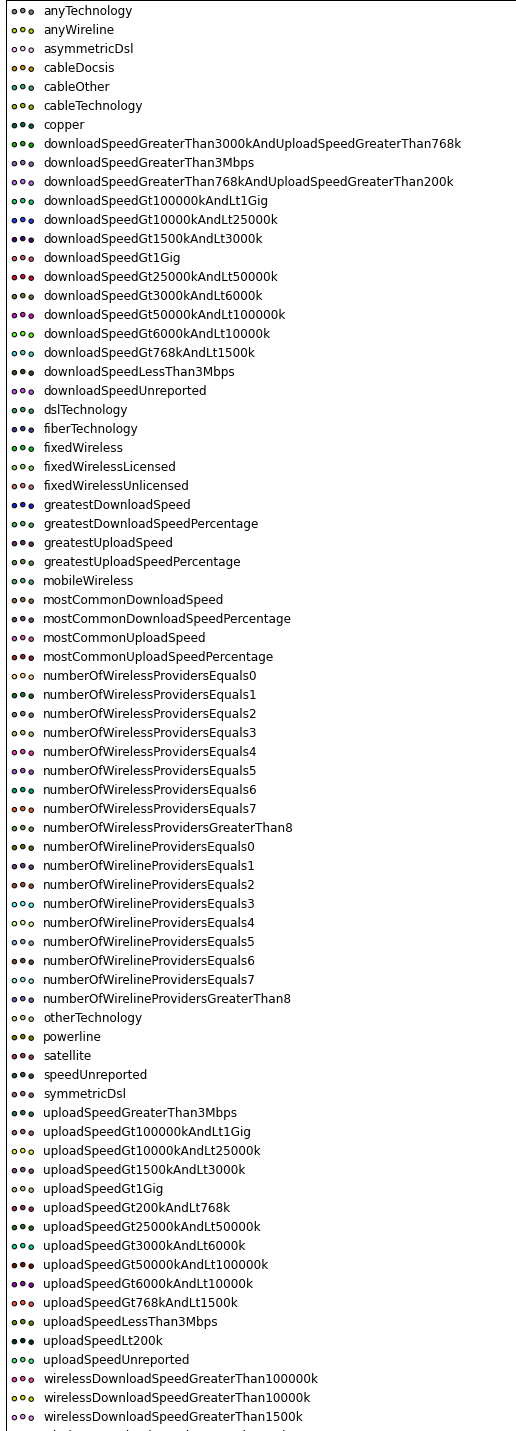 anyTechnology
anyWireline
asymmetricDsl
cableDocsis
cableOther
cableTechnology
copper
downloadSpeedGreaterThan3000kAndUploadSpeedGreaterThan768k
downloadSpeedGreaterThan3Mbps
downloadSpeedGreaterThan768kAndUploadSpeedGreaterThan200k
downloadSpeedGt100000kAndLt1Gig
downloadSpeedGt10000kAndLt25000k
downloadSpeedGt1500kAndLt3000k
downloadSpeedGt1Gig
downloadSpeedGt25000kAndLt50000k
downloadSpeedGt3000kAndLt6000k
downloadSpeedGt50000kAndLt100000k
downloadSpeedGt6000kAndLt10000k
downloadSpeedGt768kAndLt1500k
downloadSpeedLessThan3Mbps
downloadSpeedUnreported
dslTechnology
fiberTechnology
fixedWireless
fixedWirelessLicensed
fixedWirelessUnlicensed
greatestDownloadSpeed
greatestDownloadSpeedPercentage
greatestUploadSpeed
greatestUploadSpeedPercentage
mobileWireless
mostCommonDownloadSpeed
mostCommonDownloadSpeedPercentage
mostCommonUploadSpeed
mostCommonUploadSpeedPercentage
numberOfWirelessProvidersEquals0
numberOfWirelessProvidersEquals1
numberOfWirelessProvidersEquals2
numberOfWirelessProvidersEquals3
numberOfWirelessProvidersEquals4
numberOfWirelessProvidersEquals5
numberOfWirelessProvidersEquals6
numberOfWirelessProvidersEquals7
numberOfWirelessProvidersGreaterThan8
numberOfWirelineProvidersEquals0
numberOfWirelineProvidersEquals1
numberOfWirelineProvidersEquals2
numberOfWirelineProvidersEquals3
numberOfWirelineProvidersEquals4
numberOfWirelineProvidersEquals5
numberOfWirelineProvidersEquals6
numberOfWirelineProvidersEquals7
numberOfWirelineProvidersGreaterThan8
otherTechnology
powerline
satellite
speedUnreported
symmetricDsl
uploadSpeedGreaterThan3Mbps
uploadSpeedGt100000kAndLt1Gig
uploadSpeedGt10000kAndLt25000k
uploadSpeedGt1500kAndLt3000k
uploadSpeedGt1Gig
uploadSpeedGt200kAndLt768k
uploadSpeedGt25000kAndLt50000k
uploadSpeedGt3000kAndLt6000k
uploadSpeedGt50000kAndLt100000k
uploadSpeedGt6000kAndLt10000k
uploadSpeedGt768kAndLt1500k
uploadSpeedLessThan3Mbps
uploadSpeedLt200k
uploadSpeedUnreported
wirelessDownloadSpeedGreaterThan100000k
wirelessDownloadSpeedGreaterThan10000k
wirelessDownloadSpeedGreaterThan1500k